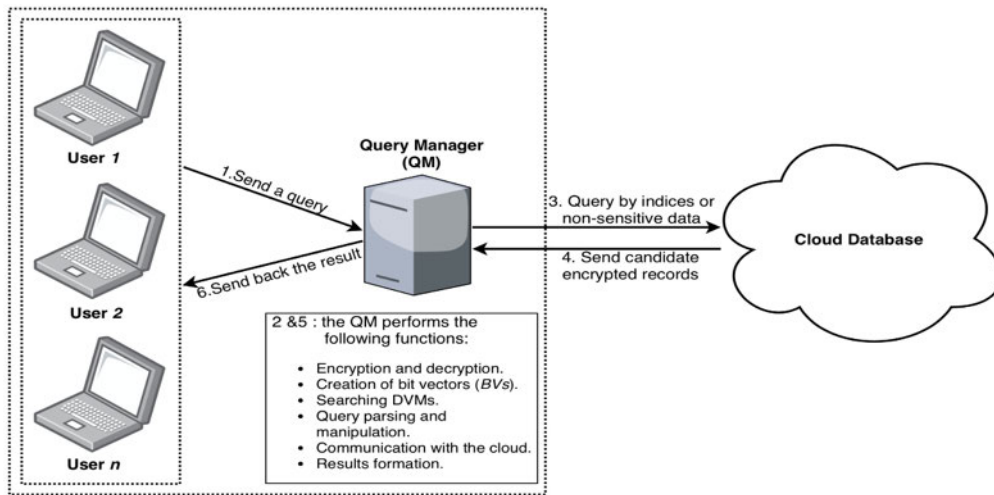 User 1
User 2
User n
1.Send a query
6.Send back the result
Query Manager
(QM)
2 &5 : the QM performs the
following functions:
• Encryption and decryption.
• Creation of bit vectors (BVs).
• Searching DVMs.
• Query parsing and
manipulation.
• Communication with the cloud.
• Results formation.
3. Query by indices or
non-sensitive data
4. Send candidate
encrypted records
Cloud Database